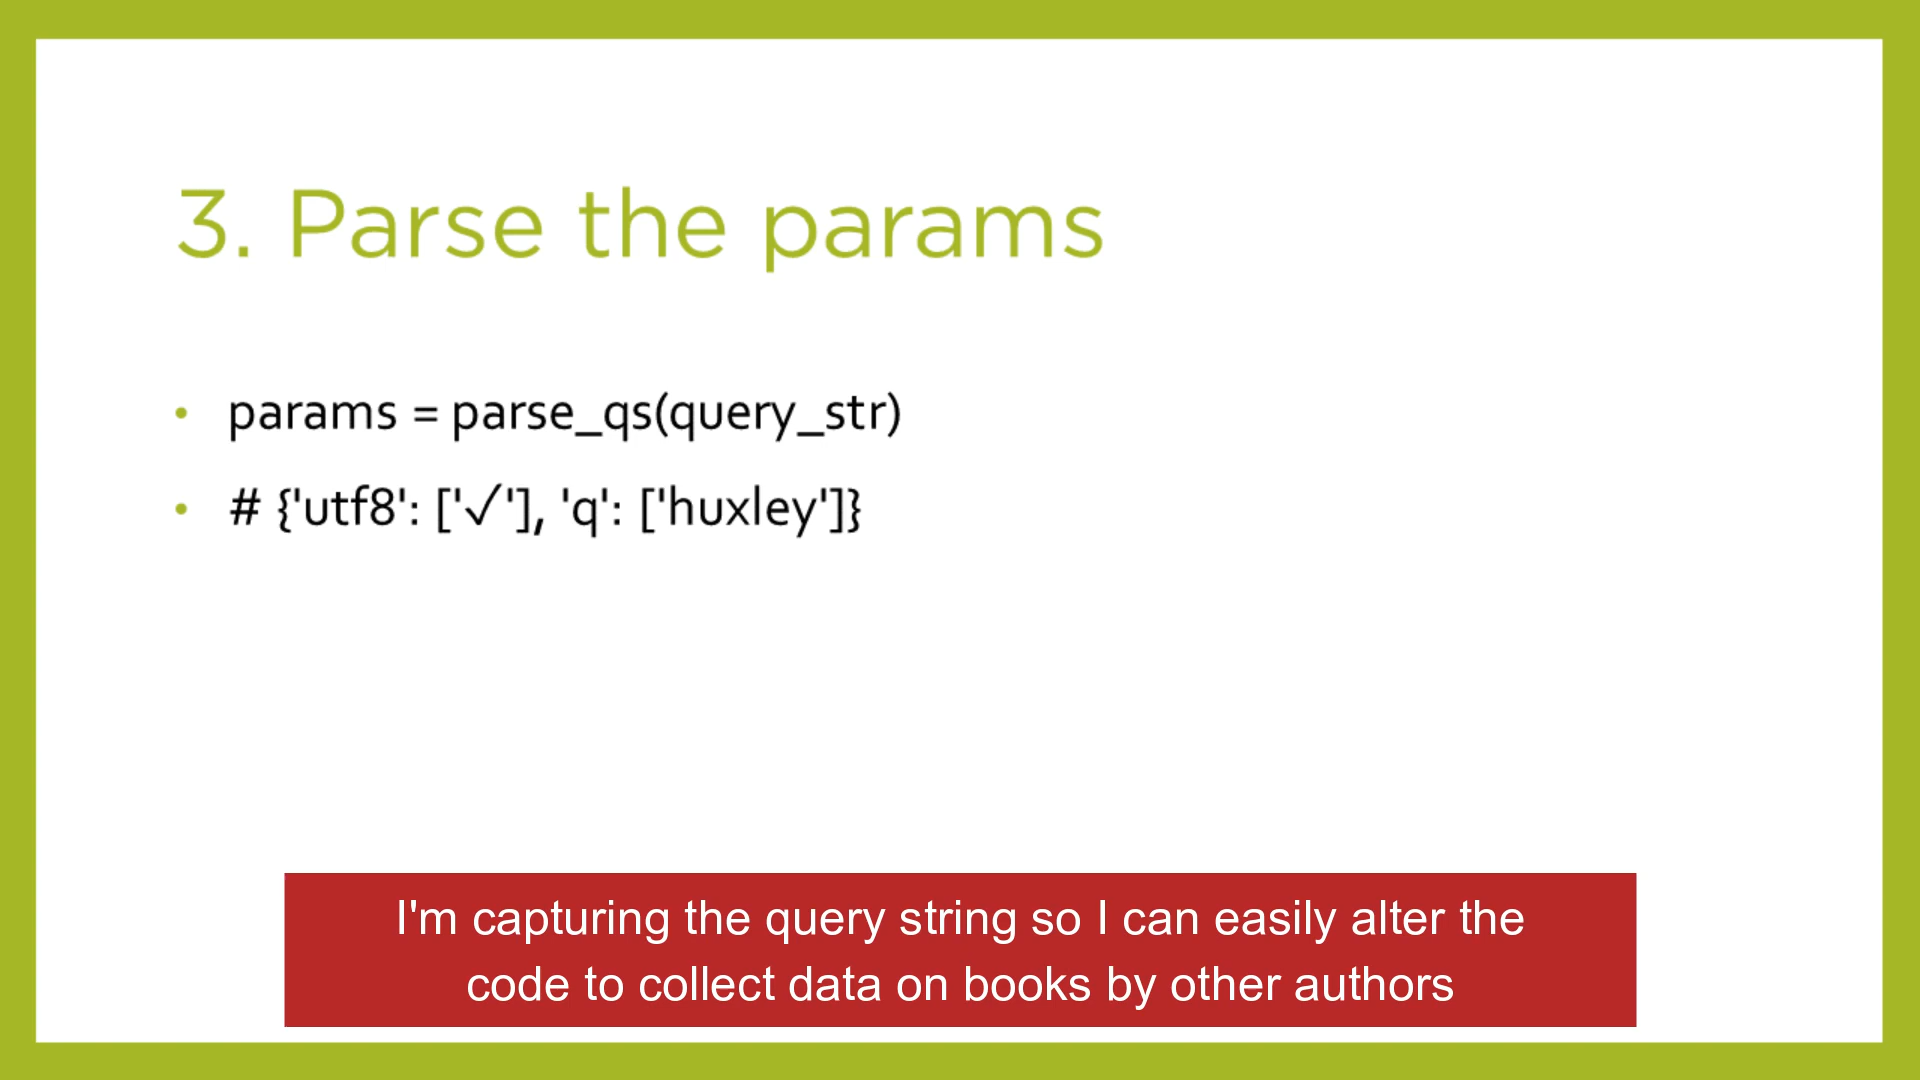 3. Parse the params
• params = parse_qs(query_str)
• # {'utf8': ['✓'], 'q': ['huxley']}
I'm capturing the query string so I can easily alter the
code to collect data on books by other authors